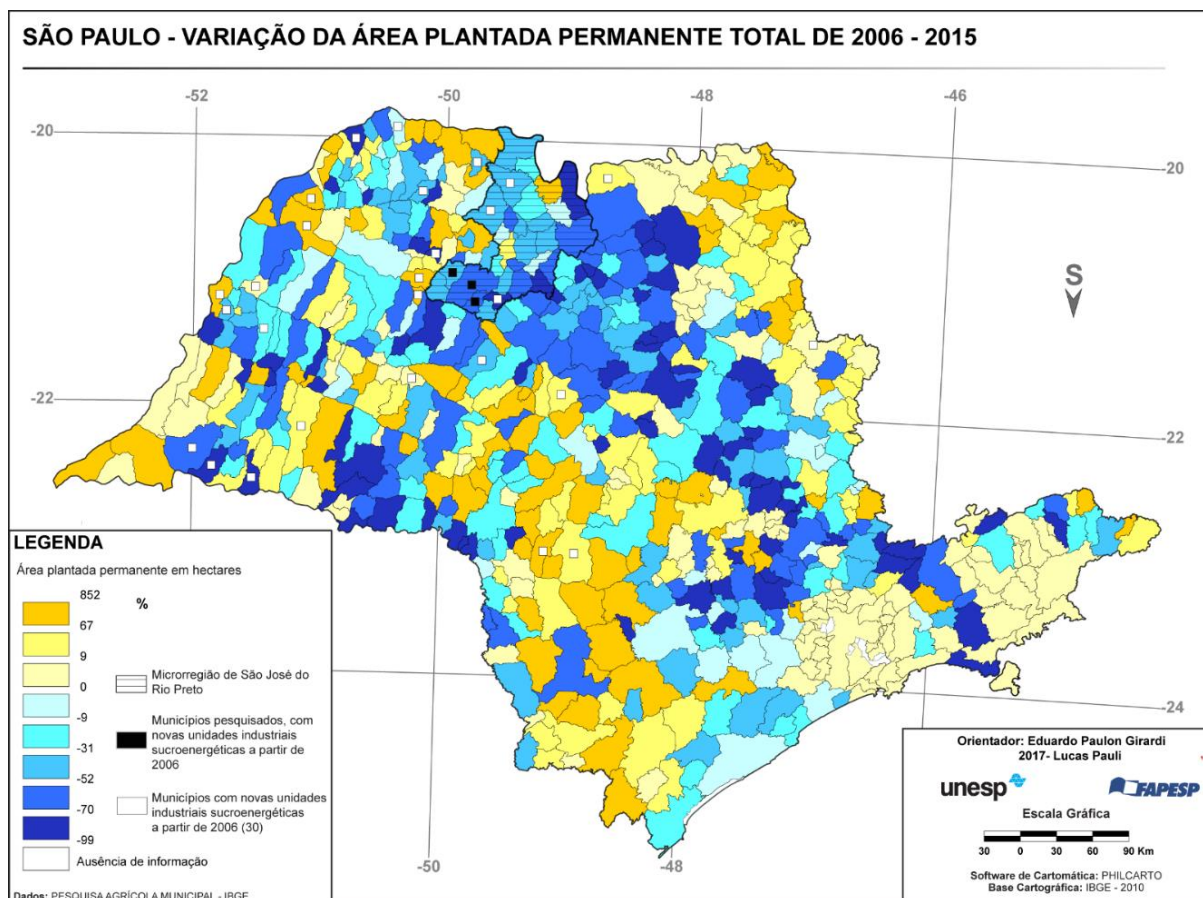 SÃO PAULO - VARIAÇÃO DA ÁREA PLANTADA PERMANENTE TOTAL DE 2006 - 2015
-52
-50
-48
-46
-20
-20
S
-22
-22
-24
-50
-48
LEGENDA
Área plantada permanente em hectares
852
%
67
9
0
-9
-31
-52
-70
-99
Ausência de informação
Microrregião de São José do
Rio Preto
Municípios pesquisados, com
novas unidades industriais
sucroenergéticas a partir de
2006
Municípios com novas unidades
industriais sucroenergéticas
a partir de 2006 (30)
Dados: PESQUISA AGRÍCOLA MUNICIPAL - IBGE
Orientador: Eduardo Paulon Girardi
2017- Lucas Pauli
unesp
FAPESP
Escala Gráfica
30 0 30 60 90 Km
Software de Cartomática: PHILCARTO
Base Cartográfica: IBGE - 2010